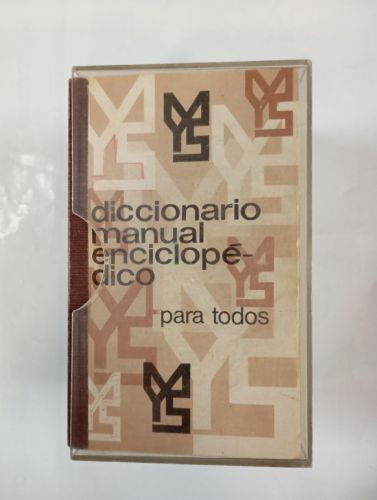 diccionario
manual
enciclopé-
dico
para todos